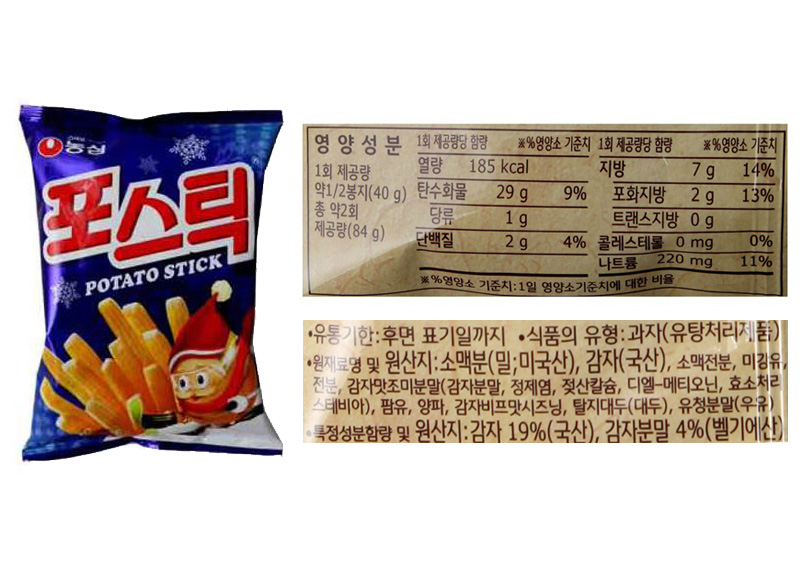 농심
포스틱
POTATO STICK
영양성분
1회 제공량
약1/2봉지(40 g)
총 약2회
제공량(84 g)
1회 제공량당 함량 ※%영양소 기준치
열량 185 kcal
탄수화물 29 g 9%
당류 1 g
단백질 2 g 4%
1회 제공량당 함량 ※%영양소 기준치
지방 7 g 14%
포화지방 2 g 13%
트랜스지방 0 g
콜레스테롤 0 mg 0%
나트륨 220 mg 11%
※%영양소 기준치:1일 영양소기준치에 대한 비율
•유통기한:후면 표기일까지 •식품의 유형:과자(유탕처리제품)
•원재료명 및 원산지:소맥분(밀;미국산), 감자(국산), 소맥전분, 미강유,
전분, 감자맛조미분말(감자분말, 정제염, 젖산칼슘, 디엘-메티오닌, 효소처리
스테비아), 팜유, 양파, 감자비프맛시즈닝, 탈지대두(대두), 유청분말(우유)
•특정성분함량 및 원산지:감자 19%(국산), 감자분말 4%(벨기에산)